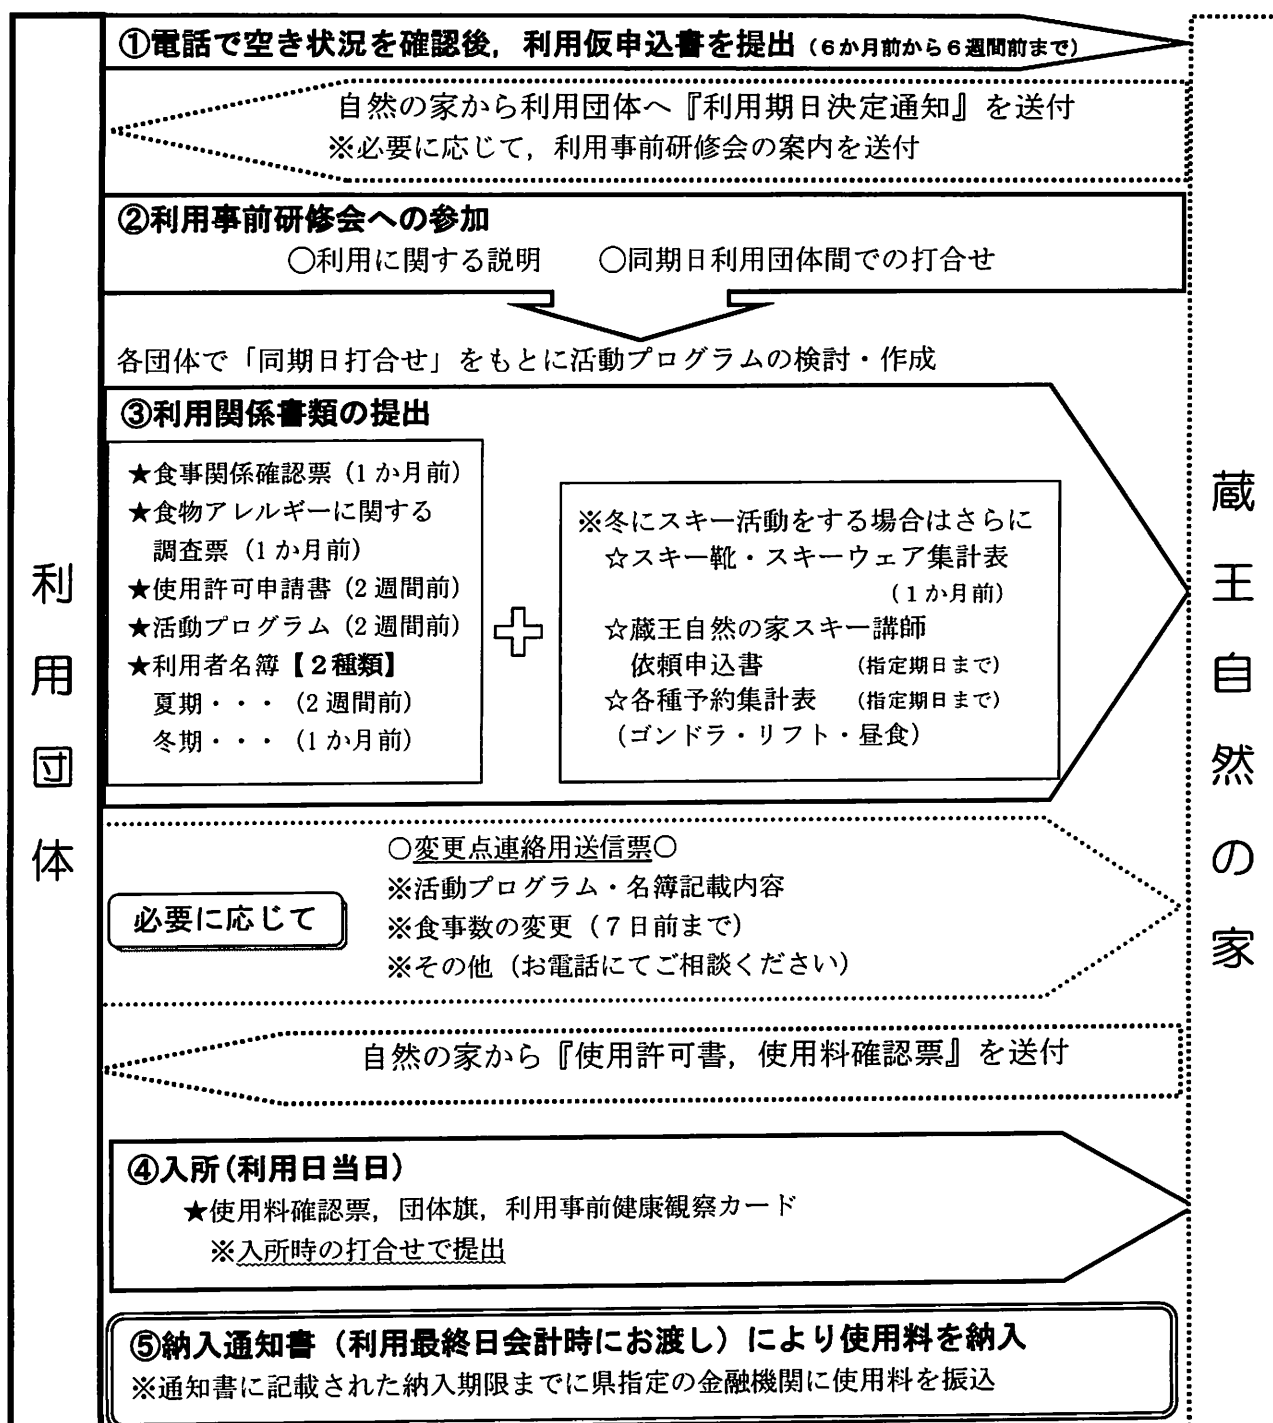 ①電話で空き状況を確認後，利用仮申込書を提出（6か月前から6週間前まで）
自然の家から利用団体へ『利用期日決定通知』を送付
※必要に応じて，利用事前研修会の案内を送付
②利用事前研修会への参加
○利用に関する説明　○同期日利用団体間での打合せ
各団体で「同期日打合せ」をもとに活動プログラムの検討・作成
③利用関係書類の提出
★食事関係確認票（1か月前）
★食物アレルギーに関する
調査票（1か月前）
★使用許可申請書（2週間前）
★活動プログラム（2週間前）
★利用者名簿【２種類】
夏期・・・（2週間前）
冬期・・・（1か月前）
※冬にスキー活動をする場合はさらに
☆スキー靴・スキーウェア集計表
（１か月前）
☆蔵王自然の家スキー講師
依頼申込書　（指定期日まで）
☆各種予約集計表　（指定期日まで）
（ゴンドラ・リフト・昼食）
必要に応じて
○変更点連絡用送信票○
※活動プログラム・名簿記載内容
※食事数の変更（７日前まで）
※その他（お電話にてご相談ください）
自然の家から『使用許可書，使用料確認票』を送付
④入所（利用日当日）
★使用料確認票，団体旗，利用事前健康観察カード
※入所時の打合せで提出
⑤納入通知書（利用最終日会計時にお渡し）により使用料を納入
※通知書に記載された納入期限までに県指定の金融機関に使用料を振込
利用団体
蔵王自然の家